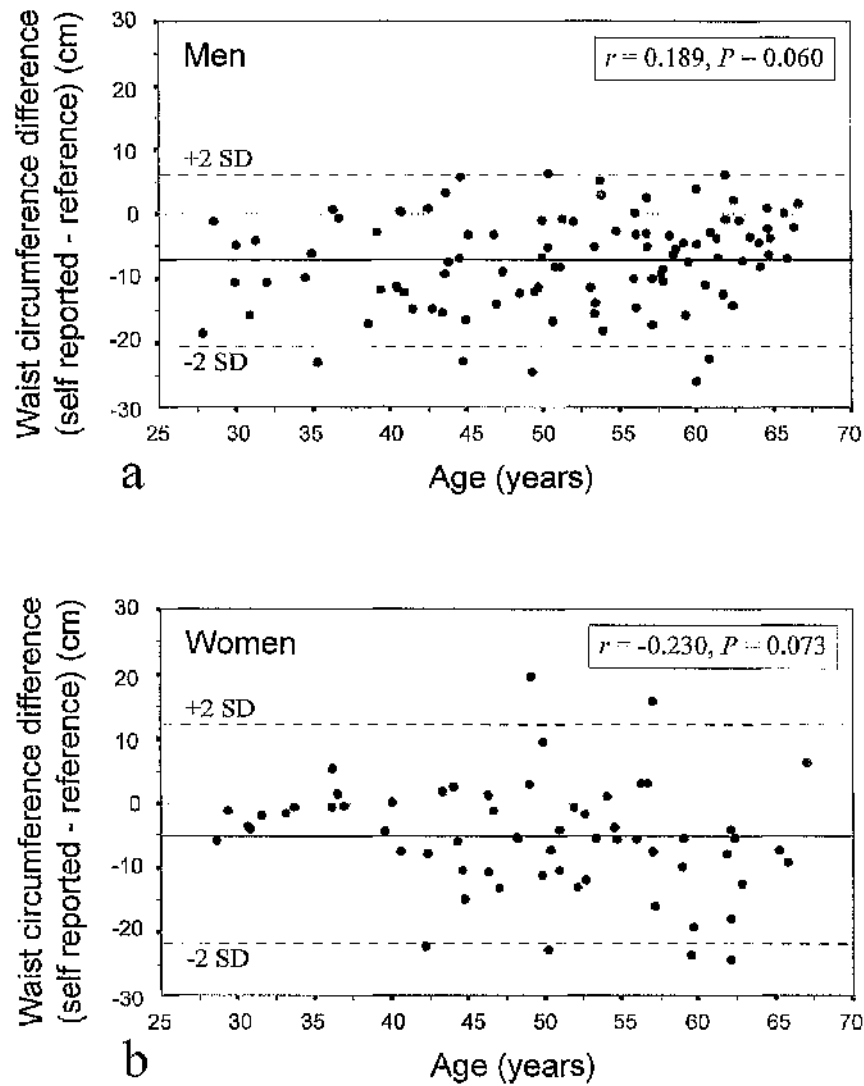 Men
r = 0.189, P = 0.060
Waist circumference difference
(self reported - reference) (cm)
30
20
10
0
-10
-20
-30
+2 SD
-2 SD
25 30 35 40 45 50 55 60 65 70
a
Age (years)
Women
r = -0.230, P = 0.073
Waist circumference difference
(self reported - reference) (cm)
30
20
10
0
-10
-20
-30
+2 SD
-2 SD
25 30 35 40 45 50 55 60 65 70
b
Age (years)